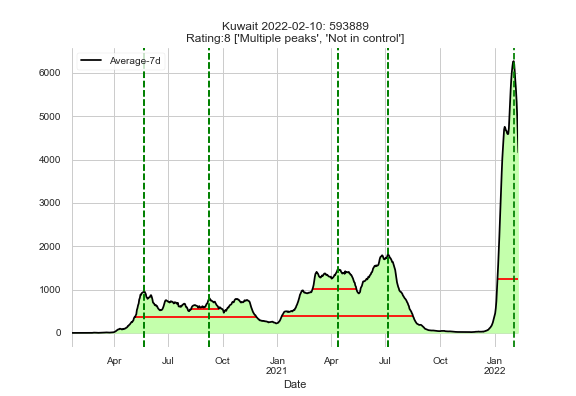 Kuwait 2022-02-10: 593889
Rating:8 ['Multiple peaks', 'Not in control']
Average-7d
6000
5000
4000
3000
2000
1000
0
Apr Jul Oct Jan Apr Jul Oct Jan
2021 2022
Date